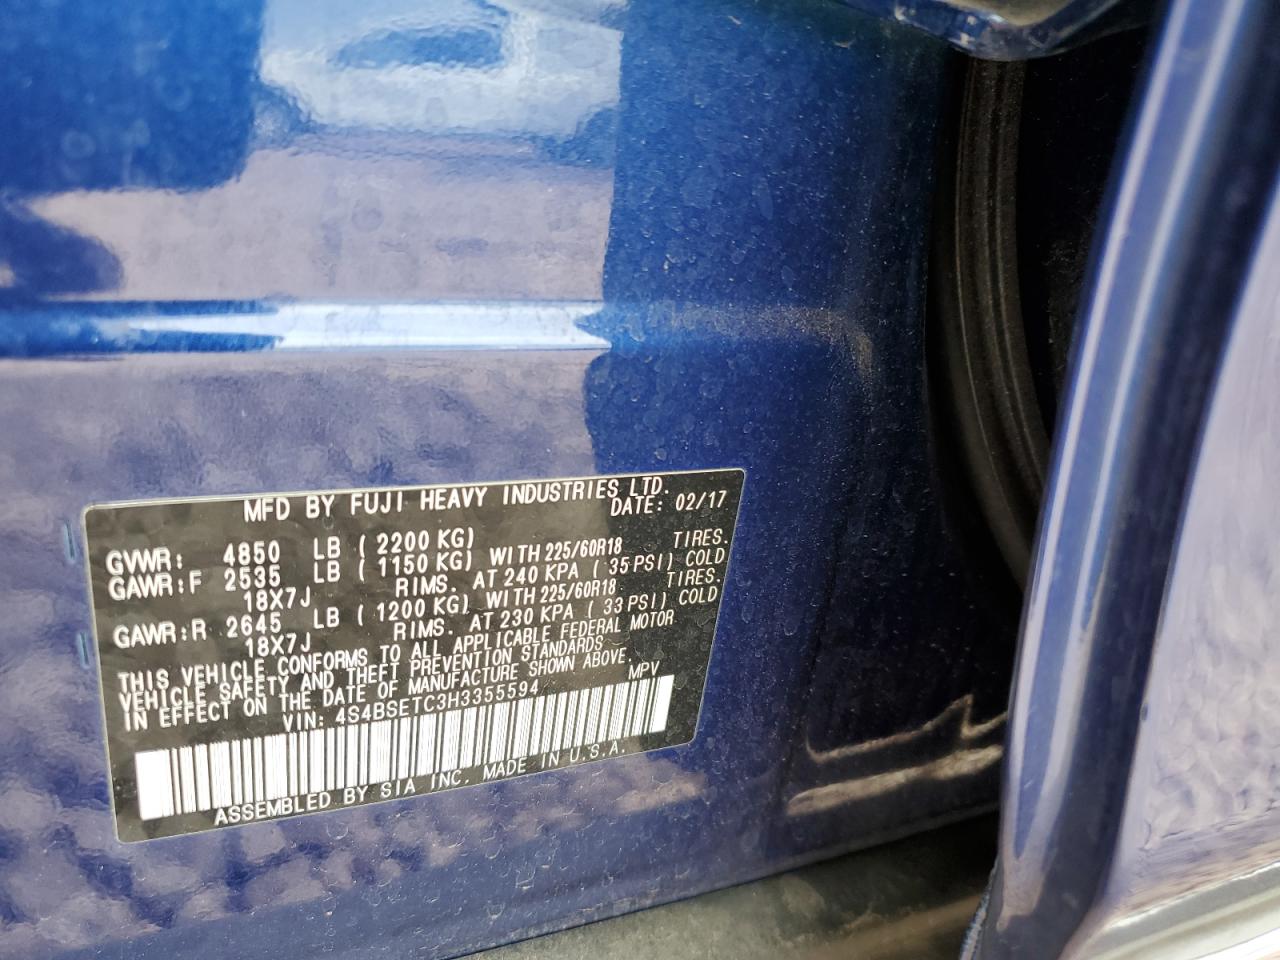 MFD BY FUJI HEAVY INDUSTRIES LTD.
DATE: 02/17
GVWR: 4850 LB ( 2200 KG)
GAWR:F 2535 LB ( 1150 KG) WITH 225/60R18 TIRES.
18X7J RIMS. AT 240 KPA ( 35 PSI) COLD
GAWR:R 2645 LB ( 1200 KG) WITH 225/60R18 TIRES.
18X7J RIMS. AT 230 KPA ( 33 PSI) COLD
THIS VEHICLE CONFORMS TO ALL APPLICABLE FEDERAL MOTOR
VEHICLE SAFETY AND THEFT PREVENTION STANDARDS
IN EFFECT ON THE DATE OF MANUFACTURE SHOWN ABOVE.
VIN: 4S4BSETC3H3355594 MPV
ASSEMBLED BY SIA INC. MADE IN U.S.A.